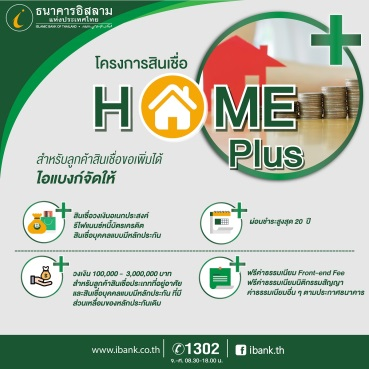 ธนาคารอิสลาม
แห่งประเทศไทย
ISLAMIC BANK OF THAILAND
โครงการสินเชื่อ
HOME
Plus
สำหรับลูกค้าสินเชื่อขอเพิ่มได้
ไอแบงก์จัดให้
สินเชื่อวงเงินอเนกประสงค์
รีไฟแนนซ์หนี้บัตรเครดิต
สินเชื่อบุคคลแบบมีหลักประกัน
ผ่อนชำระสูงสุด 20 ปี
วงเงิน 100,000 - 3,000,000 บาท
สำหรับลูกค้าสินเชื่อประเภทที่อยู่อาศัย
และสินเชื่อบุคคลแบบมีหลักประกัน ที่มี
ส่วนเหลื่อมของหลักประกันเดิม
ฟรีค่าธรรมเนียม Front-end Fee
ฟรีค่าธรรมเนียมนิติกรรมสัญญา
ค่าธรรมเนียมอื่น ๆ ตามประกาศธนาคาร
www.ibank.co.th
1302
จ.-ศ. 08.30-18.00 น.
ibank.th